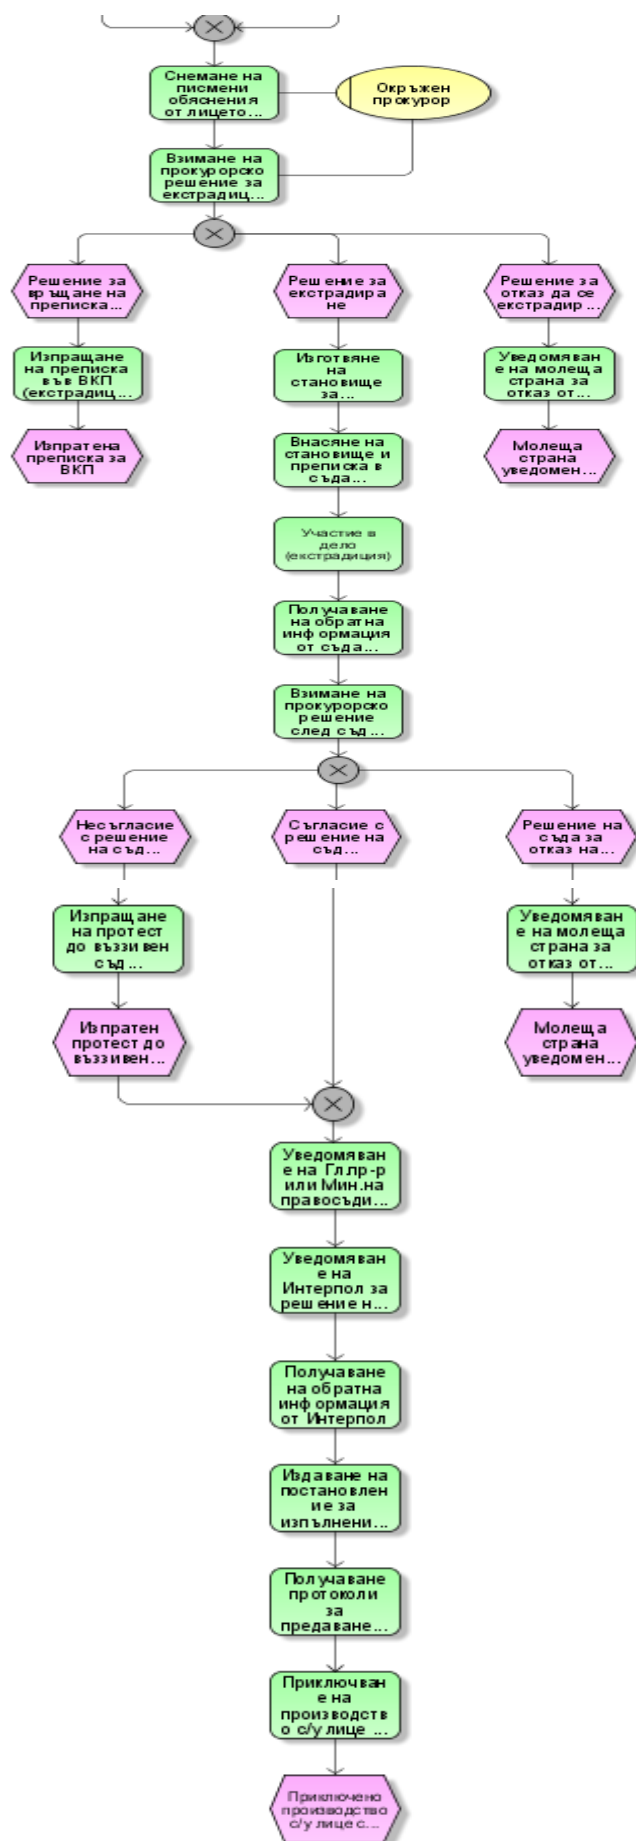 Снемане на
писмени
обяснения
от лицето...
Окръжен
прокурор
Взимане на
прокурорско
решение за
екстрадиц...
Решение за
връщане на
преписка...
Решение за
екстрадира
не
Решение за
отказ да се
екстрадир...
Изпращане
на преписка
във ВКП
(екстрадиц...
Изготвяне
на
становище
за...
Уведомяван
е на молеща
страна за
отказ от...
Изпратена
преписка за
ВКП
Внасяне на
становище и
преписка в
съда...
Молеща
страна
уведомен...
Участие в
дело
(екстрадиция)
Получаване
на обратна
информация
от съда...
Взимане на
прокурорско
решение
след съд...
Несъгласие
с решение
на съд...
Съгласие с
решение на
съд...
Решение на
съда за
отказ на...
Изпращане
на протест
до въззивен
съд...
Уведомяван
е на молеща
страна за
отказ от...
Изпратен
протест до
въззивен...
Молеща
страна
уведомен...
Уведомяван
е на Гл.пр-р
или Мин.на
правосъди...
Уведомяван
е на
Интерпол за
решение н...
Получаване
на обратна
информация
от Интерпол
Издаване на
постановлен
ие за
изпълнени...
Получаване
протоколи
за
предаване...
Приключван
е на
производств
о с/у лице ...
Приключено
производство
с/у лице с...